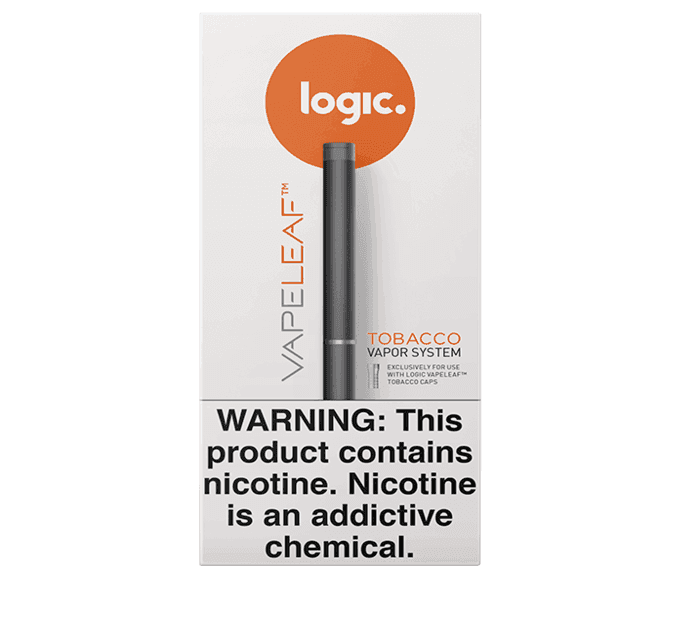 logic.
VAPELEAF™
TOBACCO
VAPOR SYSTEM
EXCLUSIVELY FOR USE
WITH LOGIC VAPELEAF™
TOBACCO CAPS
WARNING: This
product contains
nicotine. Nicotine
is an addictive
chemical.